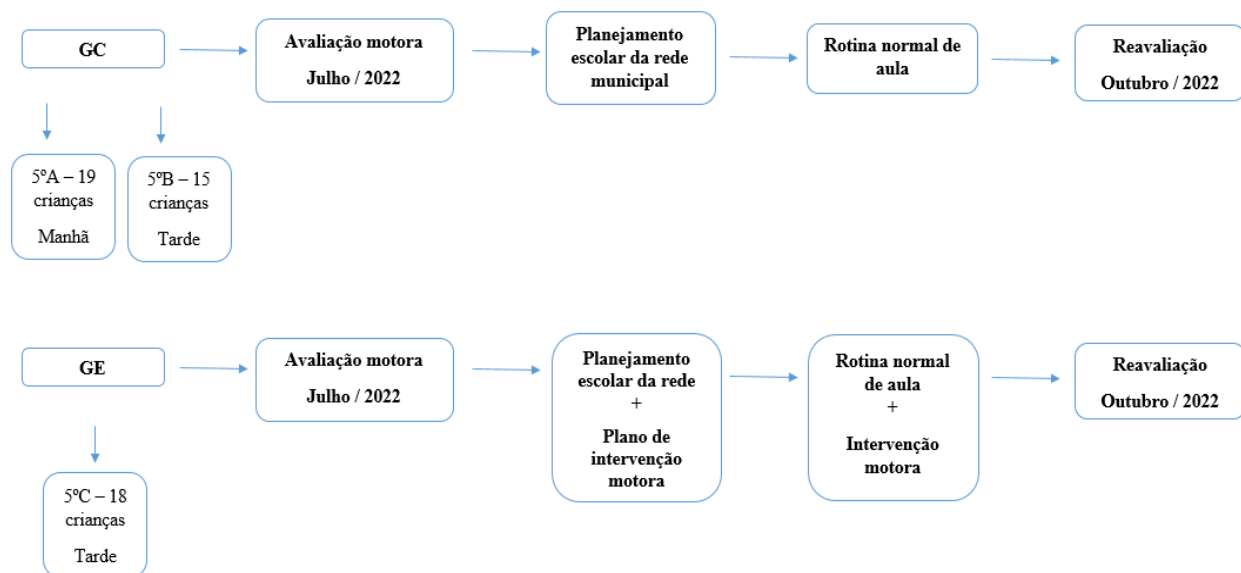 GC
Avaliação motora
Julho / 2022
Planejamento
escolar da rede
municipal
Rotina normal de
aula
Reavaliação
Outubro / 2022
5ºA – 19
crianças
Manhã
5ºB – 15
crianças
Tarde
GE
Avaliação motora
Julho / 2022
Planejamento
escolar da rede
+
Plano de
intervenção
motora
Rotina normal
de aula
+
Intervenção
motora
Reavaliação
Outubro / 2022
5ºC – 18
crianças
Tarde